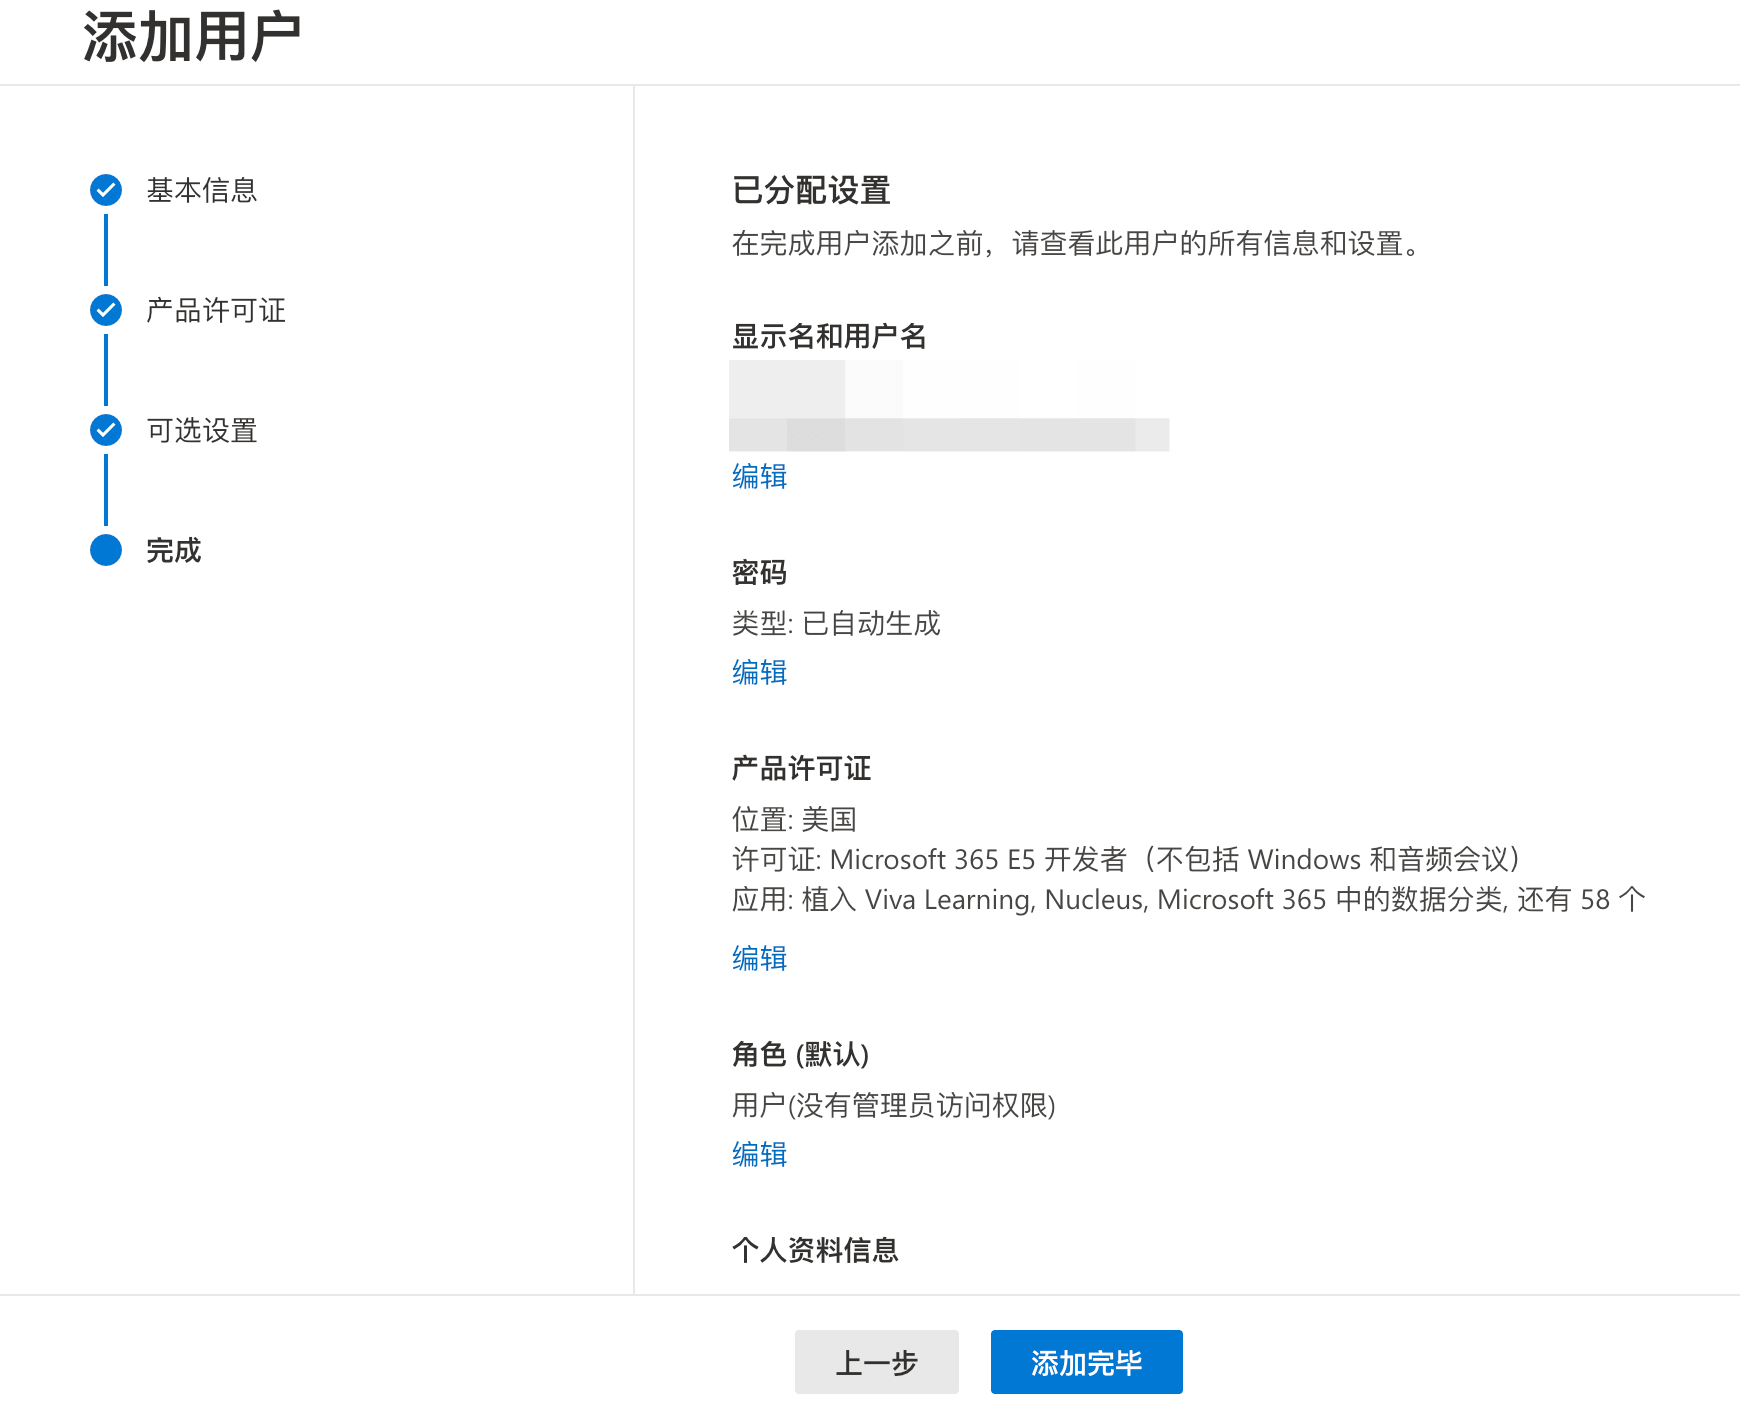 添加用户
基本信息
产品许可证
可选设置
完成
已分配设置
在完成用户添加之前，请查看此用户的所有信息和设置。
显示名和用户名
编辑
密码
类型: 已自动生成
编辑
产品许可证
位置: 美国
许可证: Microsoft 365 E5 开发者（不包括 Windows 和音频会议）
应用: 植入 Viva Learning, Nucleus, Microsoft 365 中的数据分类, 还有 58 个
编辑
角色 (默认)
用户(没有管理员访问权限)
编辑
个人资料信息
上一步
添加完毕